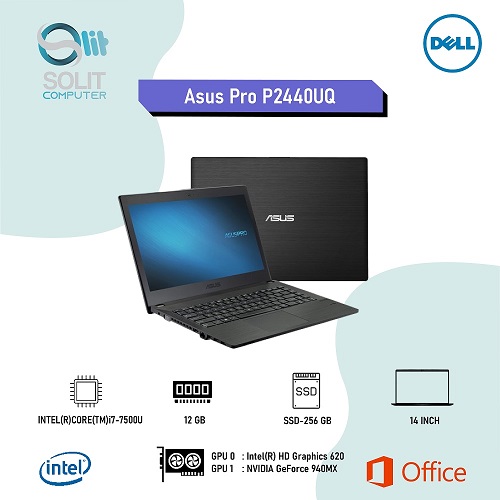 Slit
SOLIT
COMPUTER
DELL
Asus Pro P2440UQ
ASUS
ASUSPRO
ASUS
SSD
INTEL(R)CORE(TM)i7-7500U
12 GB
SSD-256 GB
14 INCH
intel
GPU 0 : Intel(R) HD Graphics 620
GPU 1 : NVIDIA GeForce 940MX
Office